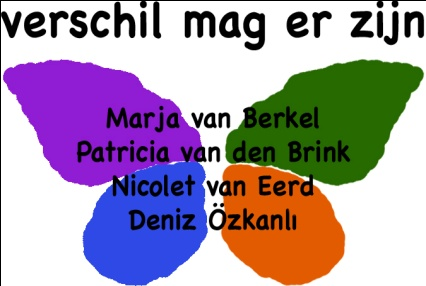 verschil mag er zijn
Marja van Berkel
Patricia van den Brink
Nicolet van Eerd
Deniz Özkanlı